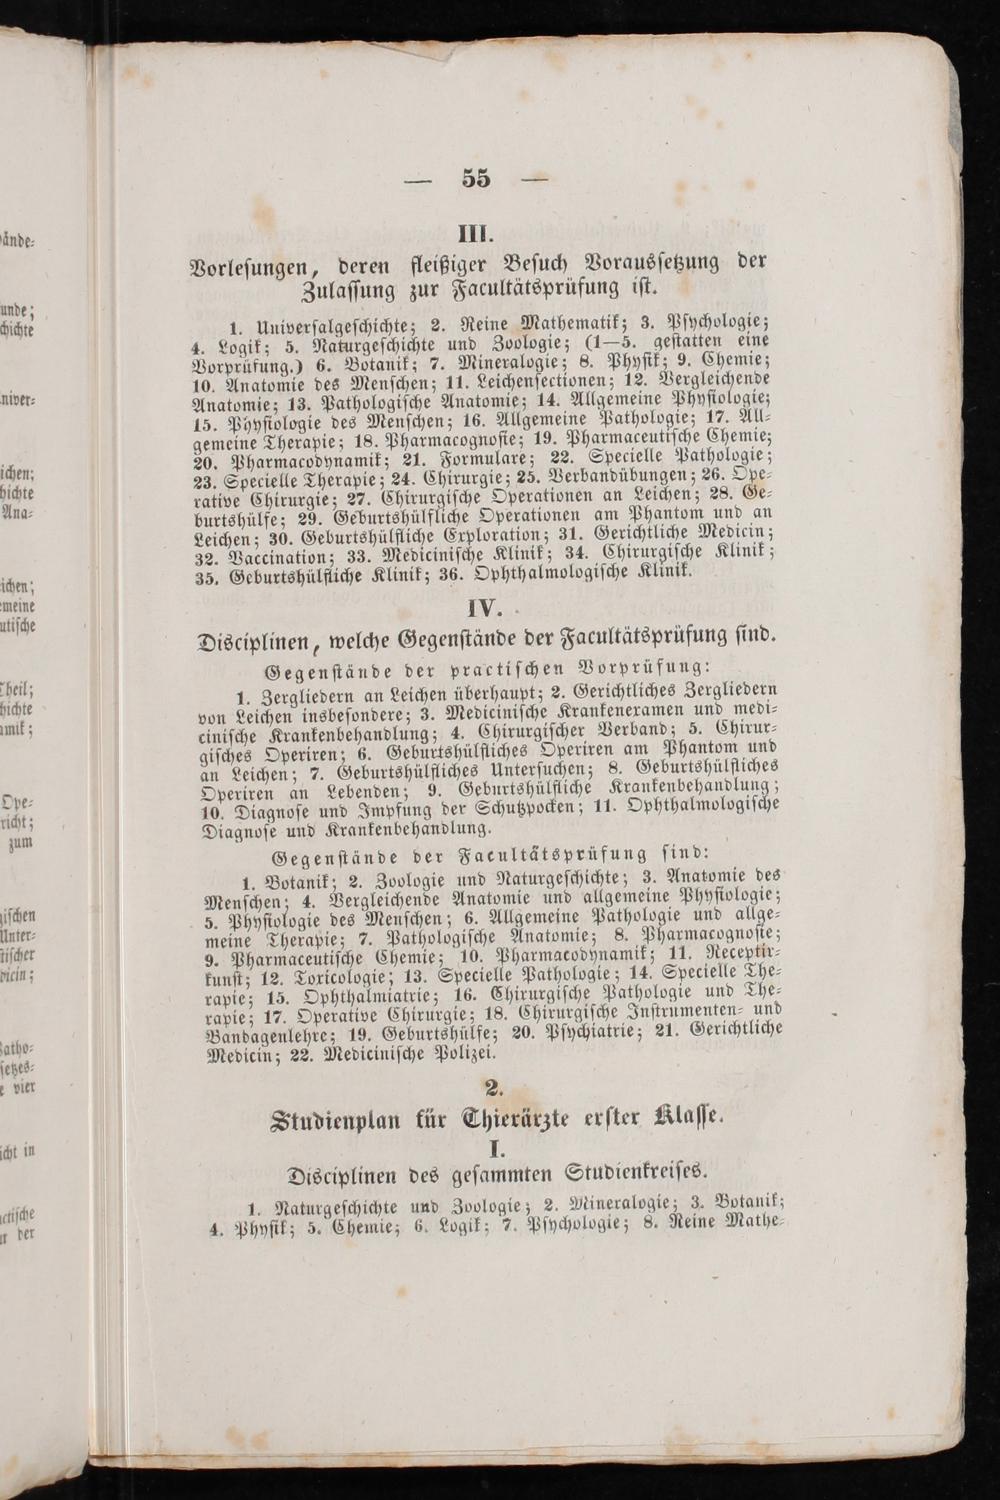 — 55 —
III.
Vorlesungen, deren fleißiger Besuch Voraussetzung der
Zulassung zur Facultätsprüfung ist.
1. Universalgeschichte; 2. Reine Mathematik; 3. Psychologie;
4. Logik; 5. Naturgeschichte und Zoologie; (1—5. gestatten eine
Vorprüfung.) 6. Botanik; 7. Mineralogie; 8. Physik; 9. Chemie;
10. Anatomie des Menschen; 11. Leichensectionen; 12. Vergleichende
Anatomie; 13. Pathologische Anatomie; 14. Allgemeine Physiologie;
15. Physiologie des Menschen; 16. Allgemeine Pathologie; 17. All-
gemeine Therapie; 18. Pharmacognosie; 19. Pharmaceutische Chemie;
20. Pharmacodynamik; 21. Formulare; 22. Specielle Pathologie;
23. Specielle Therapie; 24. Chirurgie; 25. Verbandübungen; 26. Ope-
rative Chirurgie; 27. Chirurgische Operationen an Leichen; 28. Ge-
burtshülfe; 29. Geburtshülfliche Operationen am Phantom und an
Leichen; 30. Geburtshülfliche Exploration; 31. Gerichtliche Medicin;
32. Vaccination; 33. Medicinische Klinik; 34. Chirurgische Klinik;
35. Geburtshülfliche Klinik; 36. Ophthalmologische Klinik.
IV.
Disciplinen, welche Gegenstände der Facultätsprüfung sind.
Gegenstände der practischen Vorprüfung:
1. Zergliedern an Leichen überhaupt; 2. Gerichtliches Zergliedern
von Leichen insbesondere; 3. Medicinische Krankenexamen und medi-
cinische Krankenbehandlung; 4. Chirurgischer Verband; 5. Chirur-
gisches Operiren; 6. Geburtshülfliches Operiren am Phantom und
an Leichen; 7. Geburtshülfliches Untersuchen; 8. Geburtshülfliches
Operiren an Lebenden; 9. Geburtshülfliche Krankenbehandlung;
10. Diagnose und Impfung der Schutzpocken; 11. Ophthalmologische
Diagnose und Krankenbehandlung.
Gegenstände der Facultätsprüfung sind:
1. Botanik; 2. Zoologie und Naturgeschichte; 3. Anatomie des
Menschen; 4. Vergleichende Anatomie und allgemeine Physiologie;
5. Physiologie des Menschen; 6. Allgemeine Pathologie und allge-
meine Therapie; 7. Pathologische Anatomie; 8. Pharmacognosie;
9. Pharmaceutische Chemie; 10. Pharmacodynamik; 11. Receptir-
kunst; 12. Toxicologie; 13. Specielle Pathologie; 14. Specielle The-
rapie; 15. Ophthalmiatrie; 16. Chirurgische Pathologie und The-
rapie; 17. Operative Chirurgie; 18. Chirurgische Instrumenten- und
Bandagenlehre; 19. Geburtshülfe; 20. Psychiatrie; 21. Gerichtliche
Medicin; 22. Medicinische Polizei.
2.
Studienplan für Thierärzte erster Klasse.
I.
Disciplinen des gesammten Studienkreises.
1. Naturgeschichte und Zoologie; 2. Mineralogie; 3. Botanik;
4. Physik; 5. Chemie; 6. Logik; 7. Psychologie; 8. Reine Mathe-